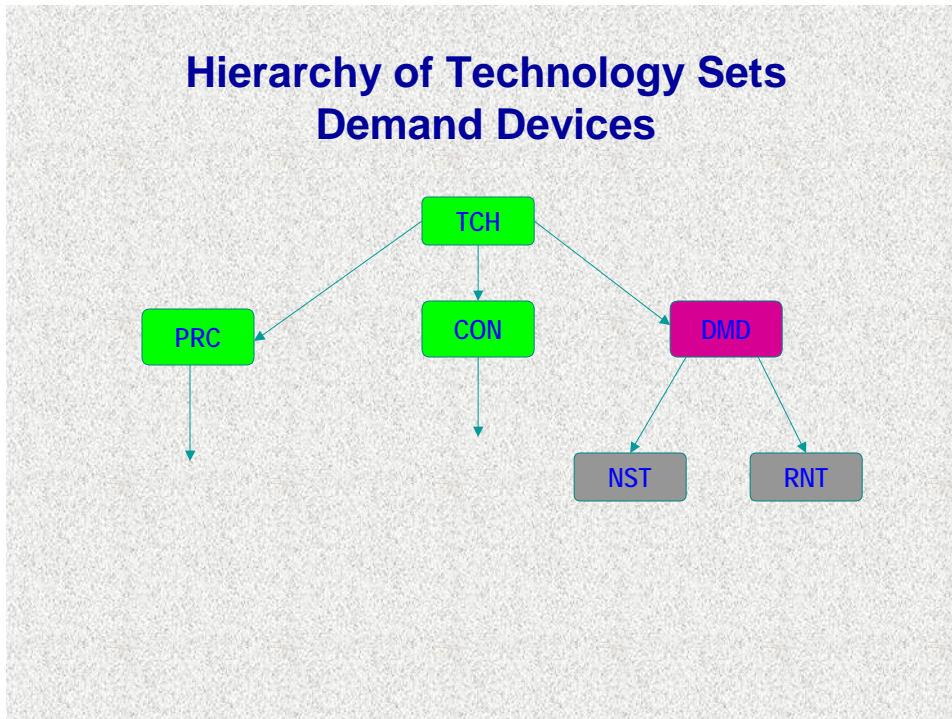 Hierarchy of Technology Sets
Demand Devices
TCH
PRC
CON
DMD
NST
RNT